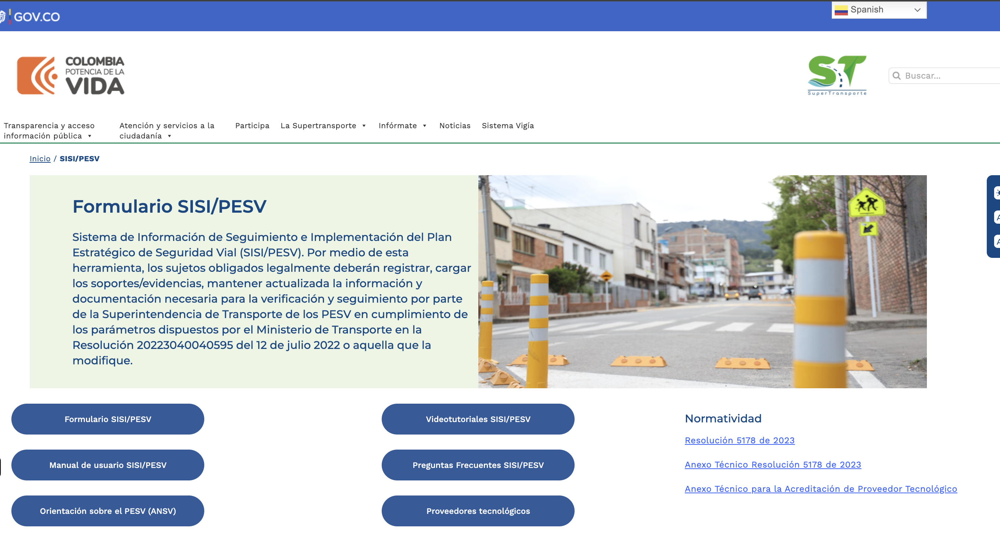 GOV.CO
Spanish
COLOMBIA
POTENCIA DE LA
VIDA
ST
SuperTransporte
Buscar...
Transparencia y acceso
información pública
Atención y servicios a la
ciudadanía
Participa
La Supertransporte
Infórmate
Noticias
Sistema Vigía
Inicio / SISI/PESV
Formulario SISI/PESV
Sistema de Información de Seguimiento e Implementación del Plan
Estratégico de Seguridad Vial (SISI/PESV). Por medio de esta
herramienta, los sujetos obligados legalmente deberán registrar, cargar
los soportes/evidencias, mantener actualizada la información y
documentación necesaria para la verificación y seguimiento por parte
de la Superintendencia de Transporte de los PESV en cumplimiento de
los parámetros dispuestos por el Ministerio de Transporte en la
Resolución 20223040040595 del 12 de julio 2022 o aquella que la
modifique.
Formulario SISI/PESV
Manual de usuario SISI/PESV
Orientación sobre el PESV (ANSV)
Videotutoriales SISI/PESV
Preguntas Frecuentes SISI/PESV
Proveedores tecnológicos
Normatividad
Resolución 5178 de 2023
Anexo Técnico Resolución 5178 de 2023
Anexo Técnico para la Acreditación de Proveedor Tecnológico